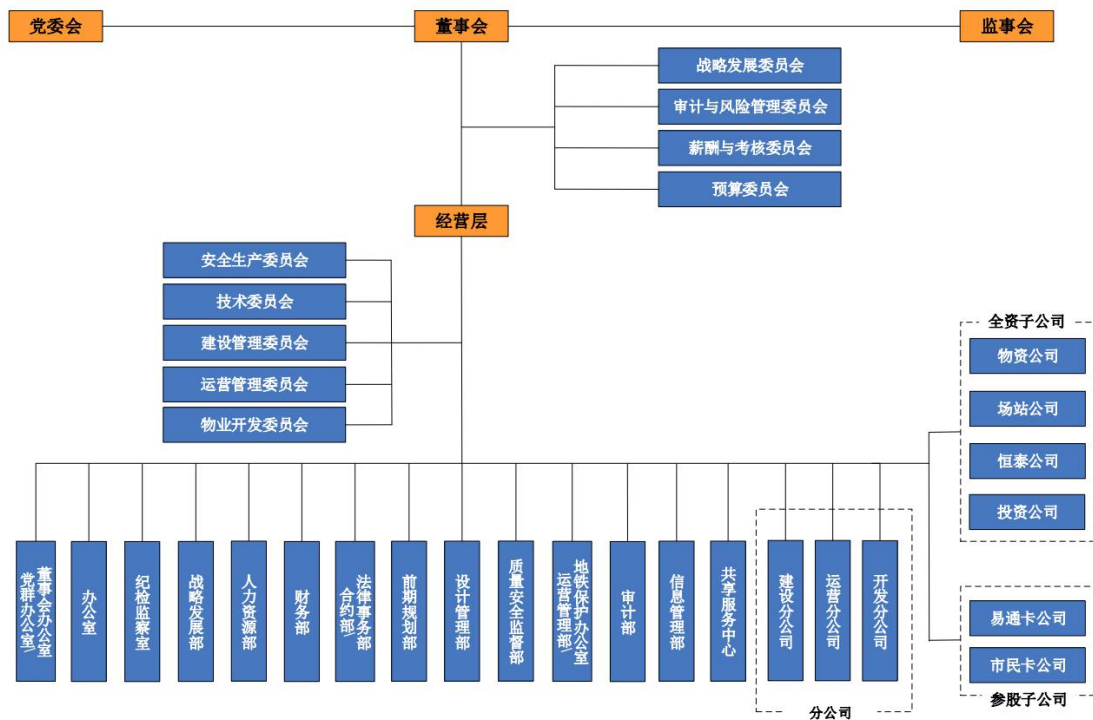 党委会
董事会
监事会
战略发展委员会
审计与风险管理委员会
薪酬与考核委员会
预算委员会
经营层
安全生产委员会
技术委员会
建设管理委员会
运营管理委员会
物业开发委员会
全资子公司
物资公司
场站公司
恒泰公司
投资公司
党群办公室/
董事会办公室
办公室
纪检监察室
战略发展部
人力资源部
财务部
合约部/
法律事务部
前期规划部
设计管理部
质量安全监督部
运营管理部/
地铁保护办公室
审计部
信息管理部
共享服务中心
建设分公司
运营分公司
开发分公司
分公司
易通卡公司
市民卡公司
参股子公司